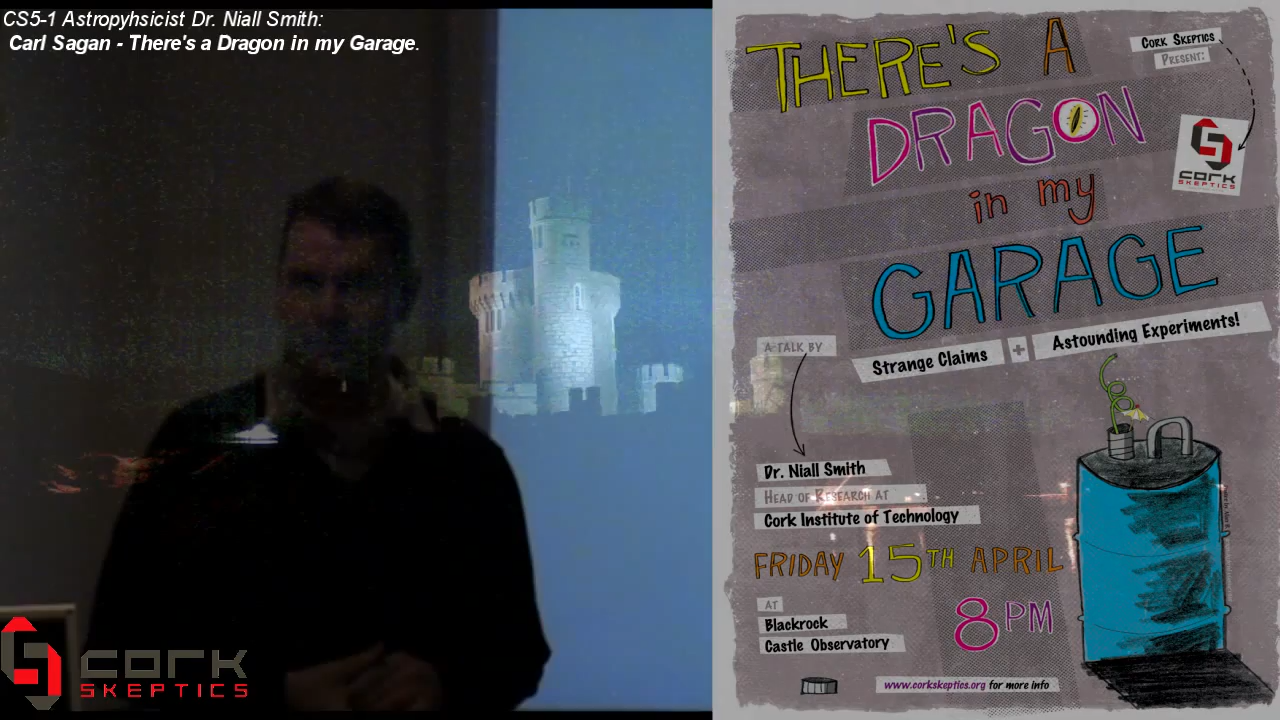 CS5-1 Astropyhsicist Dr. Niall Smith:
Carl Sagan - There's a Dragon in my Garage.
THERE'S A
DRAGON
in my
GARAGE
CORK SKEPTICS
PRESENT:
CORK
SKEPTICS
A TALK BY
Strange Claims + Astounding Experiments!
Dr. Niall Smith
HEAD OF RESEARCH AT
Cork Institute of Technology
FRIDAY 15TH APRIL
AT
Blackrock
Castle Observatory
8PM
www.corkskeptics.org for more info
CORK
SKEPTICS